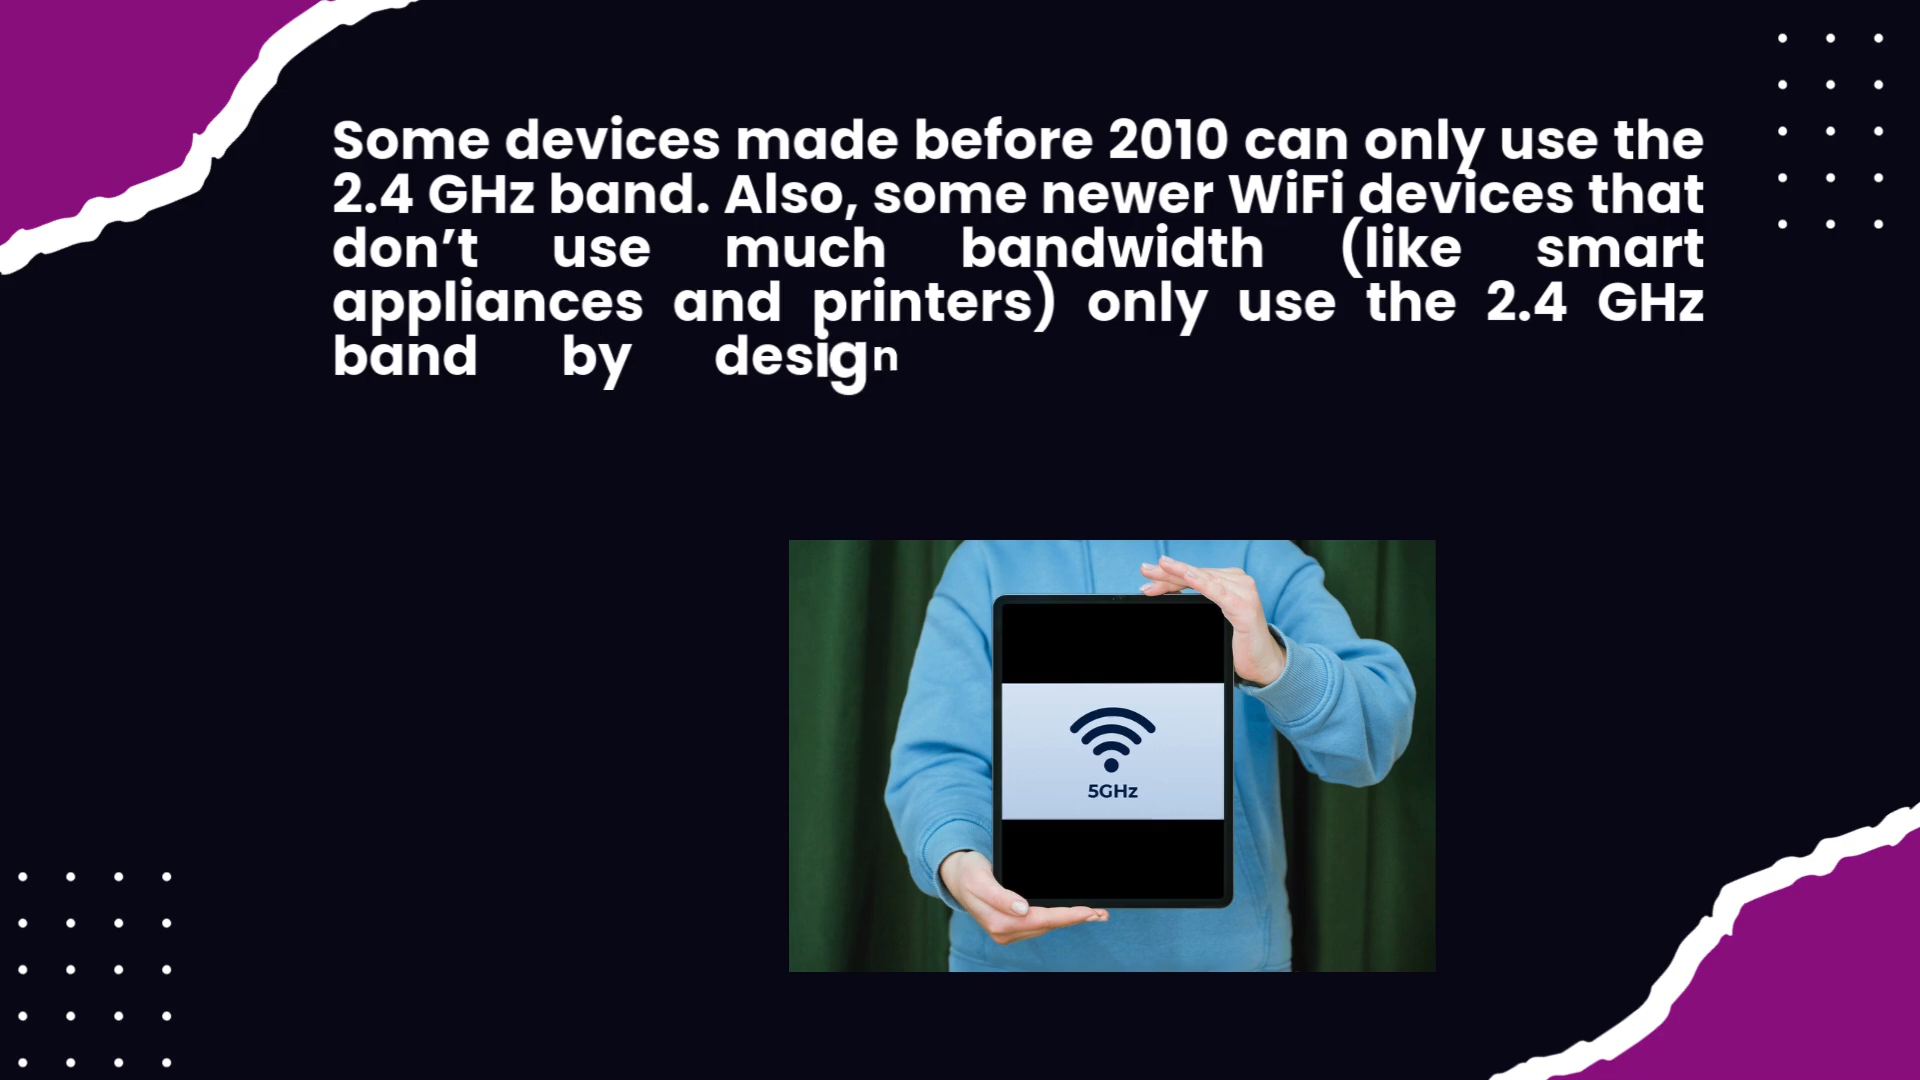 Some devices made before 2010 can only use the
2.4 GHz band. Also, some newer WiFi devices that
don’t use much bandwidth (like smart
appliances and printers) only use the 2.4 GHz
band by design
5GHz